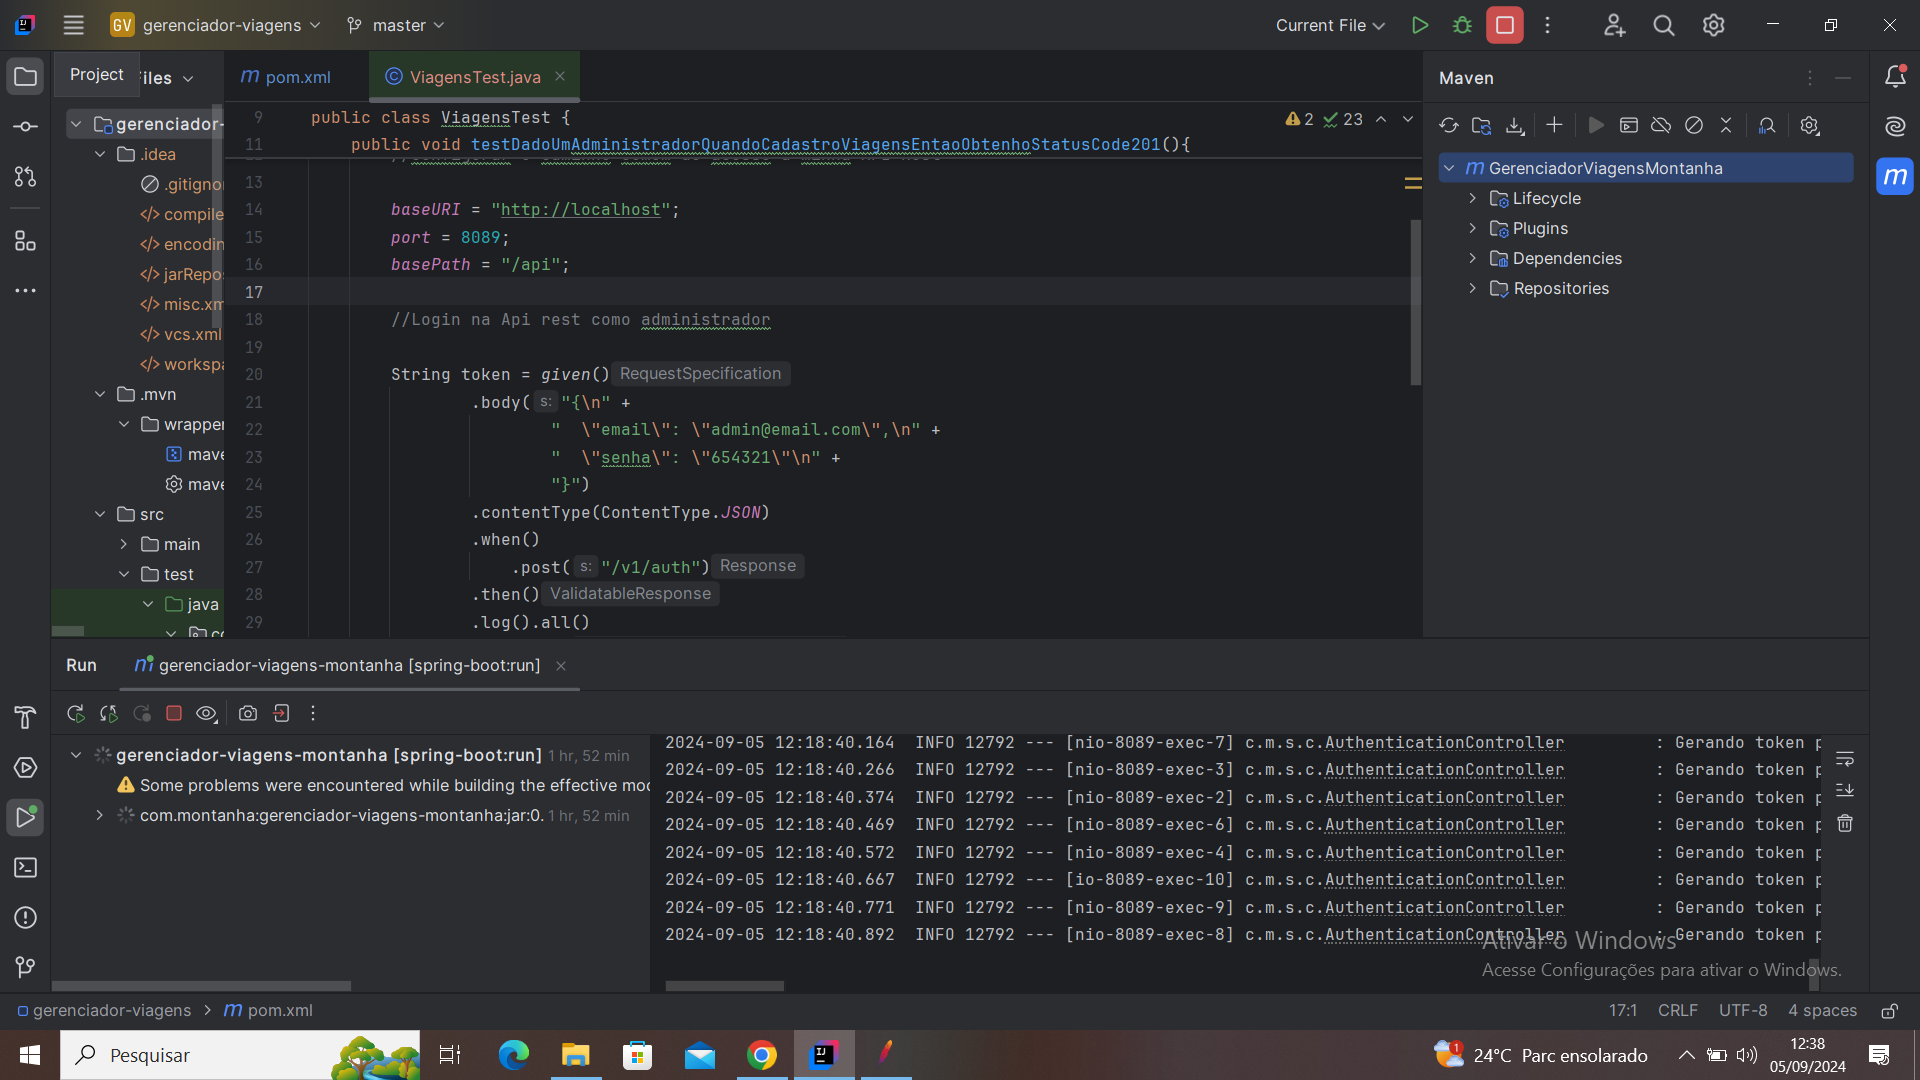 GV gerenciador-viagens master Current File
Project iles
m pom.xml
ViagensTest.java
Maven
9 public class ViagensTest { 2 23
11 public void testDadoUmAdministradorQuandoCadastroViagensEntaoObtenhoStatusCode201(){
13
14 baseURI = "http://localhost";
15 port = 8089;
16 basePath = "/api";
17
18 //Login na Api rest como administrador
19
20 String token = given() RequestSpecification
21 .body( s: "{\n" +
22 "  \"email\": \"admin@email.com\",\n" +
23 "  \"senha\": \"654321\"\n" +
24 "}")
25 .contentType(ContentType.JSON)
26 .when()
27 .post( s: "/v1/auth") Response
28 .then() ValidatableResponse
29 .log().all()
gerenciador-
.idea
.gitigno
compile
encodin
jarRepo
misc.xm
vcs.xml
workspa
.mvn
wrapper
mave
mave
src
main
test
java
co
m GerenciadorViagensMontanha
Lifecycle
Plugins
Dependencies
Repositories
m
Run gerenciador-viagens-montanha [spring-boot:run]
gerenciador-viagens-montanha [spring-boot:run] 1 hr, 52 min
Some problems were encountered while building the effective moc
com.montanha:gerenciador-viagens-montanha:jar:0. 1 hr, 52 min
2024-09-05 12:18:40.164 INFO 12792 --- [nio-8089-exec-7] c.m.s.c.AuthenticationController : Gerando token p
2024-09-05 12:18:40.266 INFO 12792 --- [nio-8089-exec-3] c.m.s.c.AuthenticationController : Gerando token p
2024-09-05 12:18:40.374 INFO 12792 --- [nio-8089-exec-2] c.m.s.c.AuthenticationController : Gerando token p
2024-09-05 12:18:40.469 INFO 12792 --- [nio-8089-exec-6] c.m.s.c.AuthenticationController : Gerando token p
2024-09-05 12:18:40.572 INFO 12792 --- [nio-8089-exec-4] c.m.s.c.AuthenticationController : Gerando token p
2024-09-05 12:18:40.667 INFO 12792 --- [io-8089-exec-10] c.m.s.c.AuthenticationController : Gerando token p
2024-09-05 12:18:40.771 INFO 12792 --- [nio-8089-exec-9] c.m.s.c.AuthenticationController : Gerando token p
2024-09-05 12:18:40.892 INFO 12792 --- [nio-8089-exec-8] c.m.s.c.AuthenticationController : Gerando token p
Ativar o Windows
Acesse Configurações para ativar o Windows.
gerenciador-viagens > m pom.xml 17:1 CRLF UTF-8 4 spaces
Pesquisar
1 24°C Parc ensolarado
12:38
05/09/2024